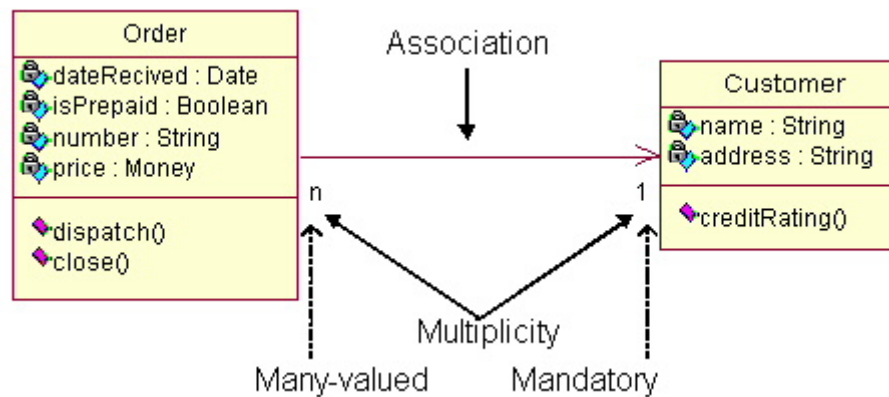 Order
dateRecived : Date
isPrepaid : Boolean
number : String
price : Money
dispatch()
close()
Association
Customer
name : String
address : String
creditRating()
n
1
Multiplicity
Many-valued
Mandatory